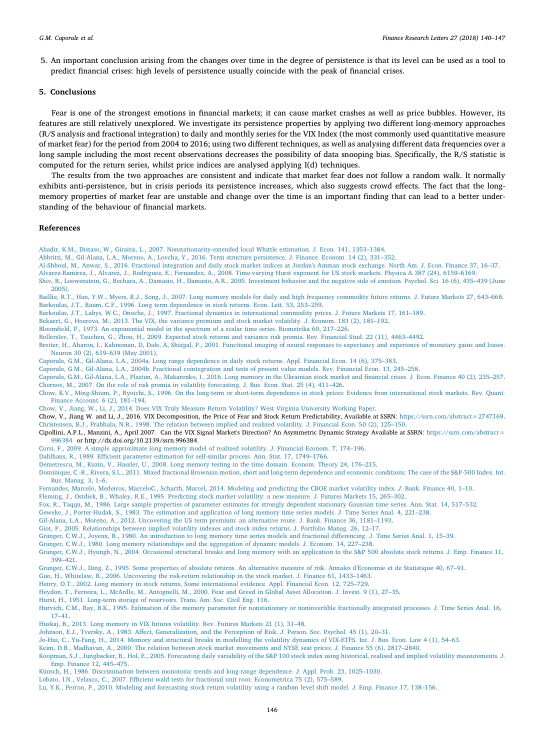 G.M. Caporale et al.
Finance Research Letters 27 (2018) 140–147
5. An important conclusion arising from the changes over time in the degree of persistence is that its level can be used as a tool to
predict financial crises: high levels of persistence usually coincide with the peak of financial crises.
5. Conclusions
Fear is one of the strongest emotions in financial markets; it can cause market crashes as well as price bubbles. However, its
features are still relatively unexplored. We investigate its persistence properties by applying two different long-memory approaches
(R/S analysis and fractional integration) to daily and monthly series for the VIX Index (the most commonly used quantitative measure
of market fear) for the period from 2004 to 2016; using two different techniques, as well as analysing different data frequencies over a
long sample including the most recent observations decreases the possibility of data snooping bias. Specifically, the R/S statistic is
computed for the return series, whilst price indices are analysed applying I(d) techniques.
The results from the two approaches are consistent and indicate that market fear does not follow a random walk. It normally
exhibits anti-persistence, but in crisis periods its persistence increases, which also suggests crowd effects. The fact that the long-
memory properties of market fear are unstable and change over the time is an important finding that can lead to a better under-
standing of the behaviour of financial markets.
References
Abadir, K.M., Distaso, W., Giraitis, L., 2007. Nonstationarity-extended local Whittle estimation. J. Econ. 141, 1353–1384.
Abbritti, M., Gil-Alana, L.A., Moreno, A., Lovcha, Y., 2016. Term structure persistence. J. Financ. Econom. 14 (2), 331–352.
Al-Shboul, M., Anwar, S., 2016. Fractional integration and daily stock market indices at Jordan's Amman stock exchange. North Am. J. Econ. Finance 37, 16–37.
Alvarez-Ramirez, J., Alvarez, J., Rodriguez, E., Fernandez, A., 2008. Time-varying Hurst exponent for US stock markets. Physica A 387 (24), 6159–6169.
Shiv, B., Loewenstein, G., Bechara, A., Damasio, H., Damasio, A.R., 2005. Investment behavior and the negative side of emotion. Psychol. Sci. 16 (6), 435–439 (June
2005).
Baillie, R.T., Han, Y.W., Myers, R.J., Song, J., 2007. Long memory models for daily and high frequency commodity future returns. J. Future Markets 27, 643–668.
Barkoulas, J.T., Baum, C.F., 1996. Long term dependence in stock returns. Econ. Lett. 53, 253–259.
Barkoulas, J.T., Labys, W.C., Onoche, J., 1997. Fractional dynamics in international commodity prices. J. Future Markets 17, 161–189.
Bekaert, G., Hoerova, M., 2013. The VIX, the variance premium and stock market volatility. J. Econom. 183 (2), 181–192.
Bloomfield, P., 1973. An exponential model in the spectrum of a scalar time series. Biometrika 60, 217–226.
Bollerslev, T., Tauchen, G., Zhou, H., 2009. Expected stock returns and variance risk premia. Rev. Financial Stud. 22 (11), 4463–4492.
Breiter, H., Aharon, I., Kahneman, D, Dale, A, Shizgal, P., 2001. Functional imaging of neural responses to expectancy and experience of monetary gains and losses.
Neuron 30 (2), 619–639 (May 2001).
Caporale, G.M., Gil-Alana, L.A., 2004a. Long range dependence in daily stock returns. Appl. Financial Econ. 14 (6), 375–383.
Caporale, G.M., Gil-Alana, L.A., 2004b. Fractional cointegration and tests of present value models. Rev. Financial Econ. 13, 245–258.
Caporale, G.M., Gil-Alana, L.A., Plastun, A., Makarenko, I., 2016. Long memory in the Ukrainian stock market and financial crises. J. Econ. Finance 40 (2), 235–257.
Chernov, M., 2007. On the role of risk premia in volatility forecasting. J. Bus. Econ. Stat. 25 (4), 411–426.
Chow, K.V., Ming-Shium, P., Ryoichi, S., 1996. On the long-term or short-term dependence in stock prices: Evidence from international stock markets. Rev. Quant.
Finance Account. 6 (2), 181–194.
Chow, V., Jiang, W., Li, J., 2014. Does VIX Truly Measure Return Volatility? West Virginia University Working Paper.
Chow, V., Jiang W. and Li, J., 2016. VIX Decomposition, the Price of Fear and Stock Return Predictability, Available at SSRN: https://ssrn.com/abstract=2747169.
Christensen, B.J., Prabhala, N.R., 1998. The relation between implied and realized volatility. J. Financial Econ. 50 (2), 125–150.
Cipollini, A.P.L., Manzini, A., April 2007. Can the VIX Signal Market's Direction? An Asymmetric Dynamic Strategy Available at SSRN: https://ssrn.com/abstract=
996384 or http://dx.doi.org/10.2139/ssrn.996384.
Corsi, F., 2009. A simple approximate long memory model of realized volatility. J. Financial Econom. 7, 174–196.
Dahlhaus, R., 1989. Efficient parameter estimation for self-similar process. Ann. Stat. 17, 1749–1766.
Demetrescu, M., Kuzin, V., Hassler, U., 2008. Long memory testing in the time domain. Econom. Theory 24, 176–215.
Dominique, C.-R., Rivera, S.L., 2011. Mixed fractional Brownian motion, short and long-term dependence and economic conditions: The case of the S&P-500 Index. Int.
Bus. Manag. 3, 1–6.
Fernandes, Marcelo, Medeiros, MarceloC., Scharth, Marcel, 2014. Modeling and predicting the CBOE market volatility index. J. Bank. Finance 40, 1–10.
Fleming, J., Ostdiek, B., Whaley, R.E., 1995. Predicting stock market volatility: a new measure. J. Futures Markets 15, 265–302.
Fox, R., Taqqu, M., 1986. Large sample properties of parameter estimates for strongly dependent stationary Gaussian time series. Ann. Stat. 14, 517–532.
Geweke, J., Porter-Hudak, S., 1983. The estimation and application of long memory time series models. J. Time Series Anal. 4, 221–238.
Gil-Alana, L.A., Moreno, A., 2012. Uncovering the US term premium: an alternative route. J. Bank. Finance 36, 1181–1193.
Giot, P., 2005. Relationships between implied volatility indexes and stock index returns. J. Portfolio Manag. 26, 12–17.
Granger, C.W.J., Joyeux, R., 1980. An introduction to long memory time series models and fractional differencing. J. Time Series Anal. 1, 15–39.
Granger, C.W.J., 1980. Long memory relationships and the aggregation of dynamic models. J. Econom. 14, 227–238.
Granger, C.W.J., Hyungh, N., 2004. Occasional structural breaks and long memory with an application to the S&P 500 absolute stock returns. J. Emp. Finance 11,
399–421.
Granger, C.W.J., Ding, Z., 1995. Some properties of absolute returns. An alternative measure of risk. Annales d'Economie et de Statistique 40, 67–91.
Guo, H., Whitelaw, R., 2006. Uncovering the risk-return relationship in the stock market. J. Finance 61, 1433–1463.
Henry, O.T., 2002. Long memory in stock returns. Some international evidence. Appl. Financial Econ. 12, 725–729.
Heydon, T., Ferreira, L., McArdle, M., Antognelli, M., 2000. Fear and Greed in Global Asset Allocation. J. Invest. 9 (1), 27–35.
Hurst, H., 1951. Long-term storage of reservoirs. Trans. Am. Soc. Civil Eng. 116.
Hurvich, C.M., Ray, B.K., 1995. Estimation of the memory parameter for nonstationary or noninvertible fractionally integrated processes. J. Time Series Anal. 16,
17–41.
Huskaj, B., 2013. Long memory in VIX futures volatility. Rev. Futures Markets 21 (1), 31–48.
Johnson, E.J., Tversky, A., 1983. Affect, Generalization, and the Perception of Risk. J. Person. Soc. Psychol. 45 (1), 20–31.
Jo-Hui, C., Yu-Fang, H., 2014. Memory and structural breaks in modelling the volatility dynamics of VIX-ETFS. Int. J. Bus. Econ. Law 4 (1), 54–63.
Keim, D.B., Madhavan, A., 2000. The relation between stock market movements and NYSE seat prices. J. Finance 55 (6), 2817–2840.
Koopman, S.J., Jungbacker, B., Hol, E., 2005. Forecasting daily variability of the S&P 100 stock index using historical, realised and implied volatility measurements. J.
Emp. Finance 12, 445–475.
Künsch, H., 1986. Discrimination between monotonic trends and long-range dependence. J. Appl. Prob. 23, 1025–1030.
Lobato, I.N., Velasco, C., 2007. Efficient wald tests for fractional unit root. Econometrica 75 (2), 575–589.
Lu, Y.K., Perron, P., 2010. Modeling and forecasting stock return volatility using a random level shift model. J. Emp. Finance 17, 138–156.
146